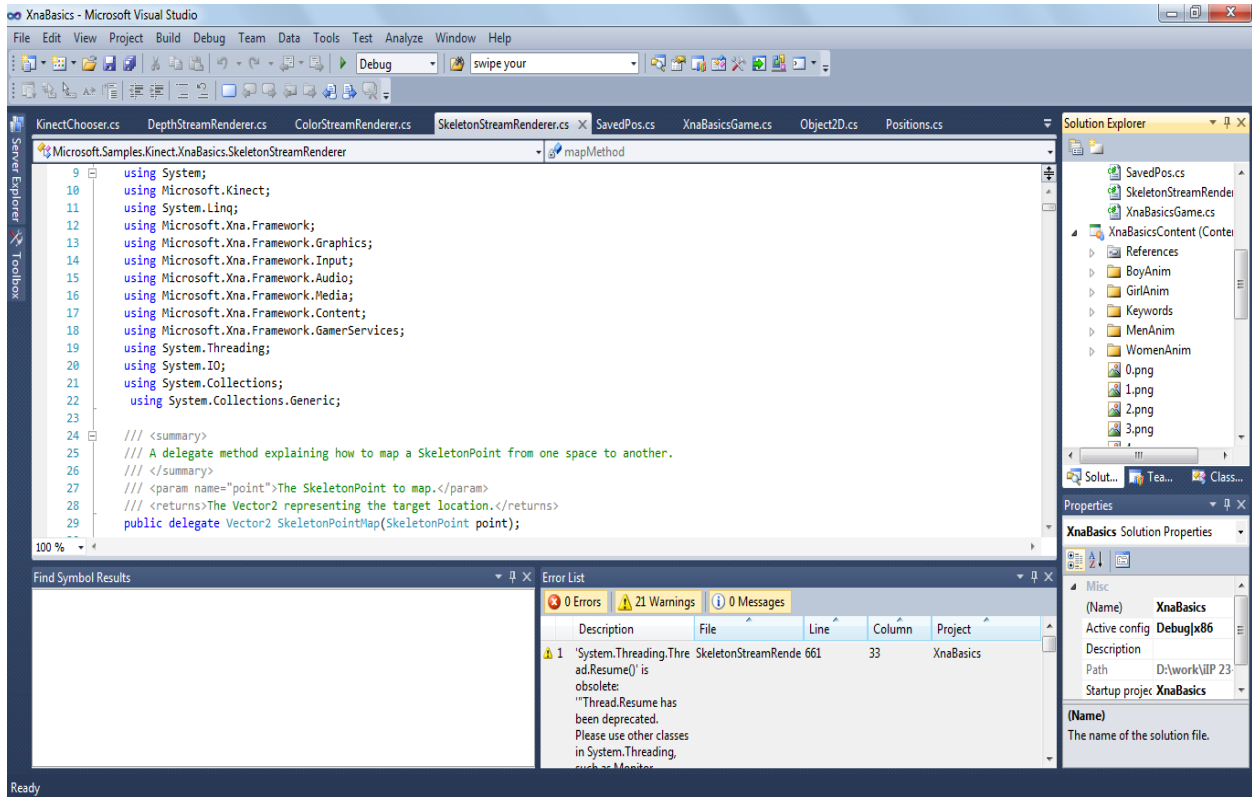 XnaBasics - Microsoft Visual Studio
File Edit View Project Build Debug Team Data Tools Test Analyze Window Help
Debug swipe your
Server Explorer
Toolbox
KinectChooser.cs DepthStreamRenderer.cs ColorStreamRenderer.cs SkeletonStreamRenderer.cs SavedPos.cs XnaBasicsGame.cs Object2D.cs Positions.cs
Microsoft.Samples.Kinect.XnaBasics.SkeletonStreamRenderer mapMethod
9 using System;
10 using Microsoft.Kinect;
11 using System.Linq;
12 using Microsoft.Xna.Framework;
13 using Microsoft.Xna.Framework.Graphics;
14 using Microsoft.Xna.Framework.Input;
15 using Microsoft.Xna.Framework.Audio;
16 using Microsoft.Xna.Framework.Media;
17 using Microsoft.Xna.Framework.Content;
18 using Microsoft.Xna.Framework.GamerServices;
19 using System.Threading;
20 using System.IO;
21 using System.Collections;
22 using System.Collections.Generic;
23
24 /// <summary>
25 /// A delegate method explaining how to map a SkeletonPoint from one space to another.
26 /// </summary>
27 /// <param name="point">The SkeletonPoint to map.</param>
28 /// <returns>The Vector2 representing the target location.</returns>
29 public delegate Vector2 SkeletonPointMap(SkeletonPoint point);
100 %
Find Symbol Results
Error List
0 Errors 21 Warnings 0 Messages
Description File Line Column Project
1 'System.Threading.Thre SkeletonStreamRende 661 33 XnaBasics
ad.Resume()' is
obsolete:
'"Thread.Resume has
been deprecated.
Please use other classes
in System.Threading,
such as Monitor,
Solution Explorer
SavedPos.cs
SkeletonStreamRender
XnaBasicsGame.cs
XnaBasicsContent (Conter
References
BoyAnim
GirlAnim
Keywords
MenAnim
WomenAnim
0.png
1.png
2.png
3.png
Solut... Tea... Class...
Properties
XnaBasics Solution Properties
Misc
(Name) XnaBasics
Active config Debug|x86
Description
Path D:\work\iIP 23-
Startup projec XnaBasics
(Name)
The name of the solution file.
Ready